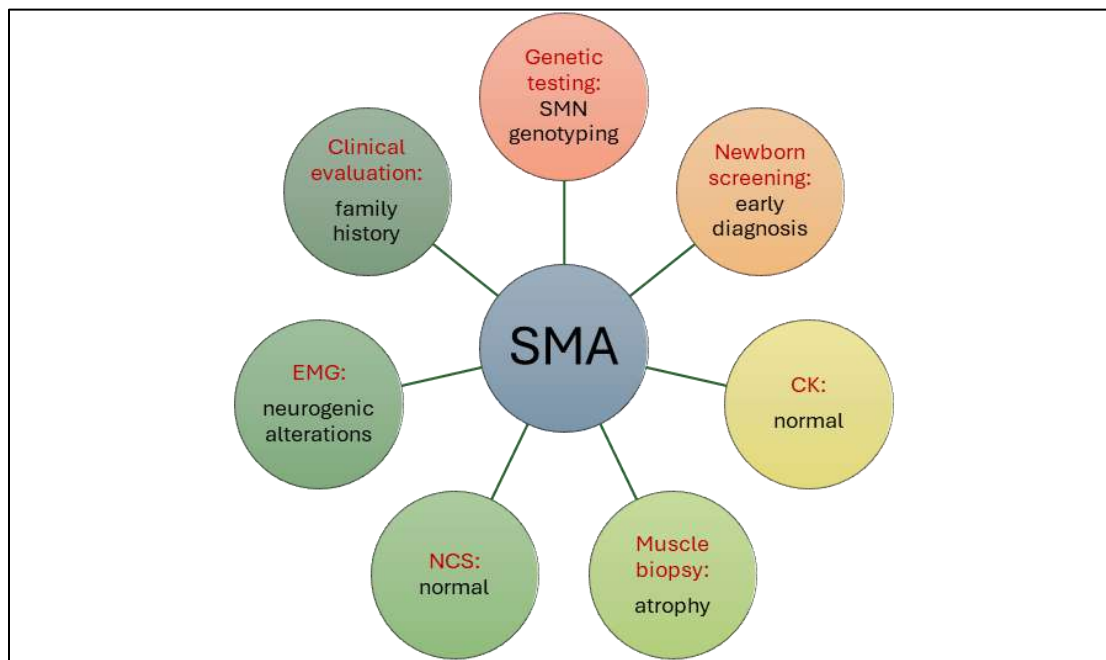 Genetic
testing:
SMN
genotyping
Newborn
screening:
early
diagnosis
CK:
normal
Muscle
biopsy:
atrophy
NCS:
normal
EMG:
neurogenic
alterations
Clinical
evaluation:
family
history
SMA